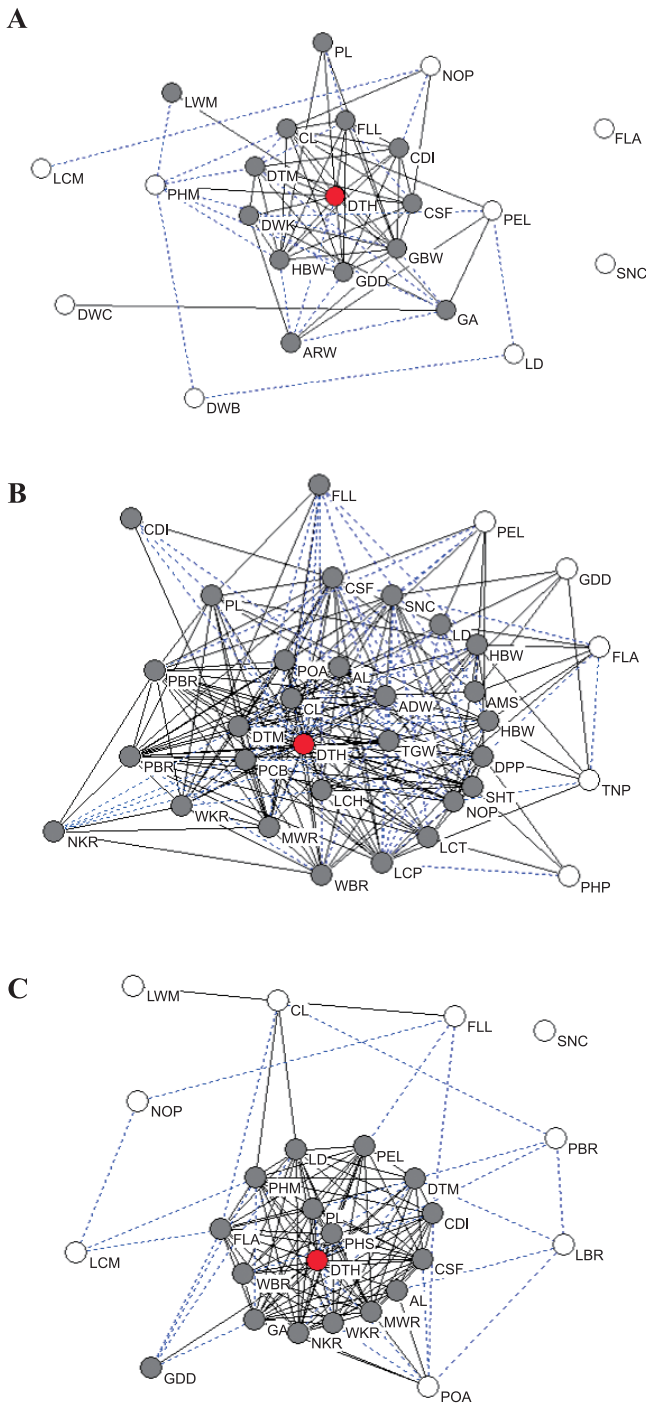 A
PL
NOP
LWM
FLA
CL
FLL
CDI
LCM
DTM
PHM
DTH
CSF
PEL
DWK
GBW
HBW
GDD
SNC
DWC
GA
ARW
LD
DWB
B
FLL
CDI
PEL
CSF
GDD
PL
SNC
LD
HBW
FLA
POA
AL
PBR
CL
ADW
AMS
HBW
DTM
DTH
TGW
PBR
PCB
DPP
TNP
LCH
SHT
NOP
WKR
MWR
NKR
LCT
LCP
WBR
PHP
C
LWM
CL
FLL
SNC
NOP
PBR
LD
PEL
PHM
DTM
PL
CDI
FLA
PHS
LCM
LBR
DTH
CSF
WBR
AL
GA
MWR
WKR
NKR
GDD
POA